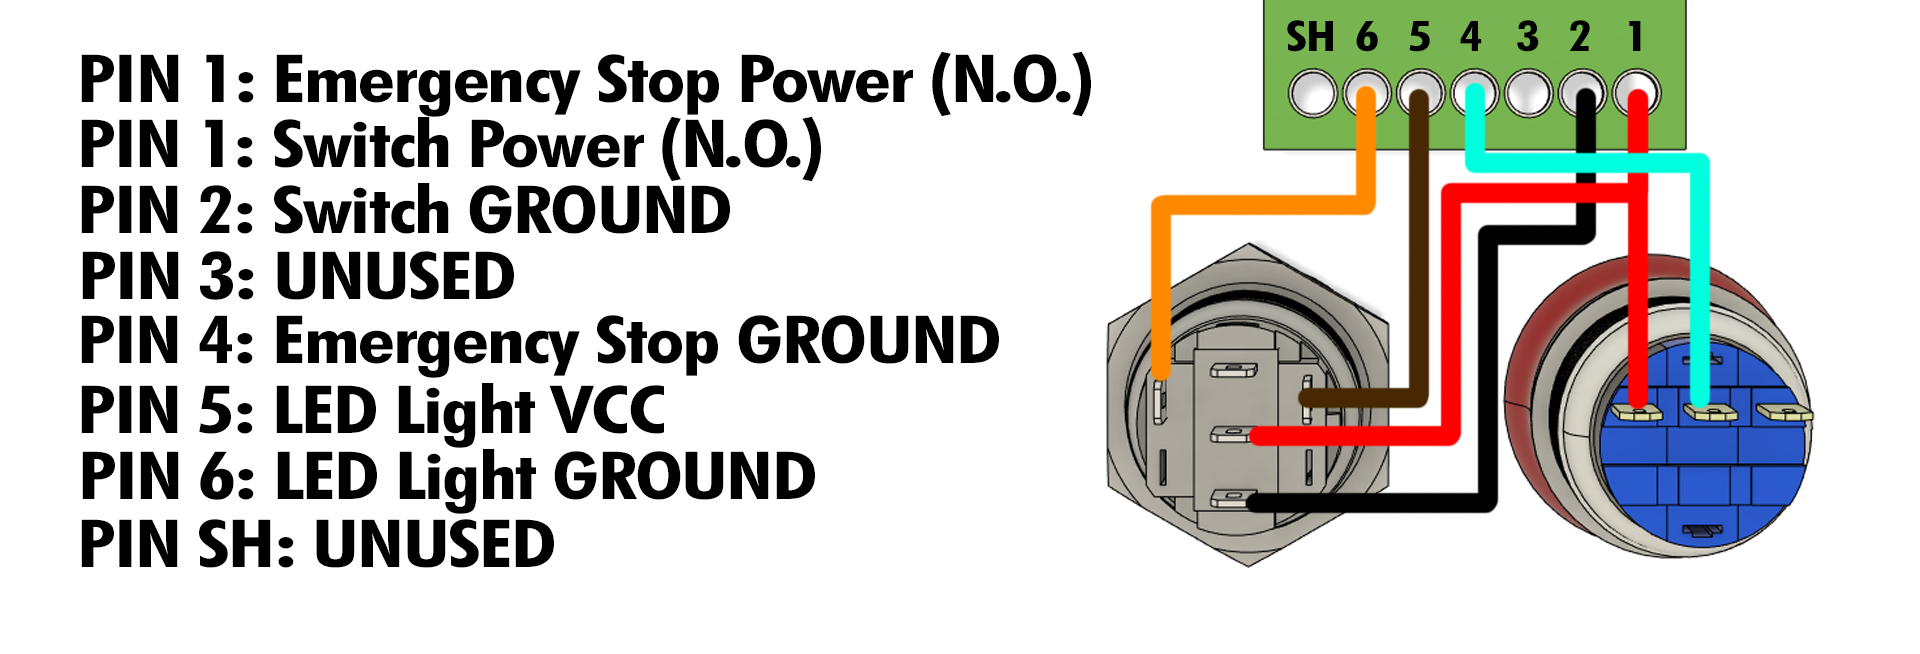 PIN 1: Emergency Stop Power (N.O.)
PIN 1: Switch Power (N.O.)
PIN 2: Switch GROUND
PIN 3: UNUSED
PIN 4: Emergency Stop GROUND
PIN 5: LED Light VCC
PIN 6: LED Light GROUND
PIN SH: UNUSED
SH 6 5 4 3 2 1